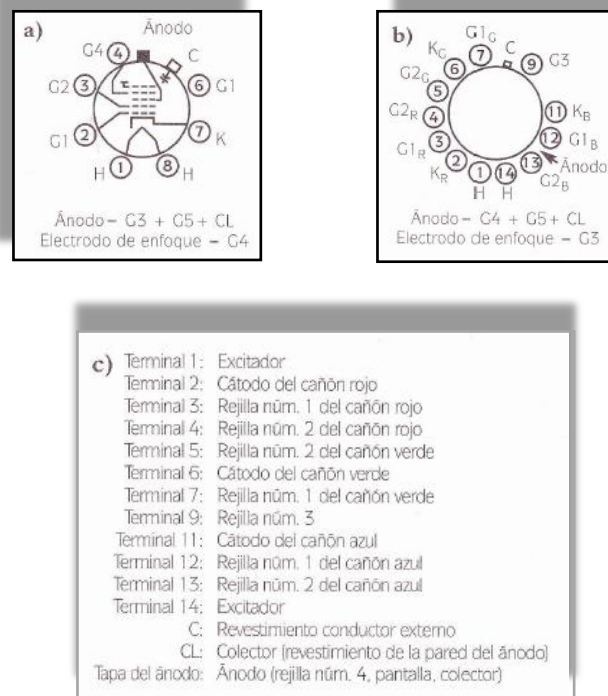 a)
Ánodo
G4 4
C
G2 3
6 G1
G1 2
7 K
H 1
8 H
Ánodo – G3 + G5 + CL
Electrodo de enfoque – G4
b)
G1G
7
C
KG 6
9 G3
G2G 5
G2R 4
11 KB
G1R 3
12 G1B
KR 2
13 Ánodo
1 14 G2B
H H
Ánodo – G4 + G5 + CL
Electrodo de enfoque – G3
c) Terminal 1: Excitador
Terminal 2: Cátodo del cañón rojo
Terminal 3: Rejilla núm. 1 del cañón rojo
Terminal 4: Rejilla núm. 2 del cañón rojo
Terminal 5: Rejilla núm. 2 del cañón verde
Terminal 6: Cátodo del cañón verde
Terminal 7: Rejilla núm. 1 del cañón verde
Terminal 9: Rejilla núm. 3
Terminal 11: Cátodo del cañón azul
Terminal 12: Rejilla núm. 1 del cañón azul
Terminal 13: Rejilla núm. 2 del cañón azul
Terminal 14: Excitador
C: Revestimiento conductor externo
CL: Colector (revestimiento de la pared del ánodo)
Tapa del ánodo: Ánodo (rejilla núm. 4, pantalla, colector)